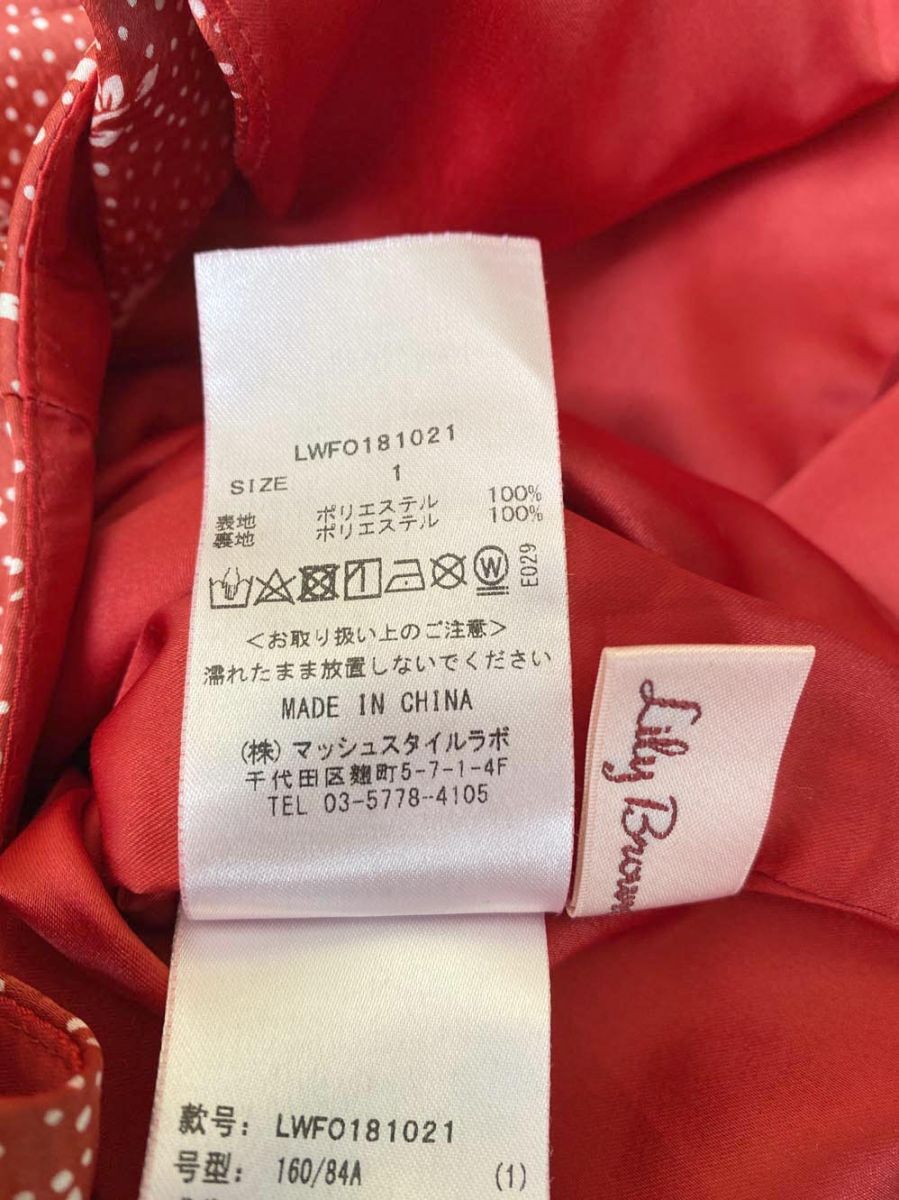 LWFO181021
SIZE 1
表地 ポリエステル 100%
裏地 ポリエステル 100%
W
E029
<お取り扱い上のご注意>
濡れたまま放置しないでください
MADE IN CHINA
(株)マッシュスタイルラボ
千代田区麹町5-7-1-4F
TEL 03-5778-4105
Lily Brown
款号: LWFO181021
号型: 160/84A (1)